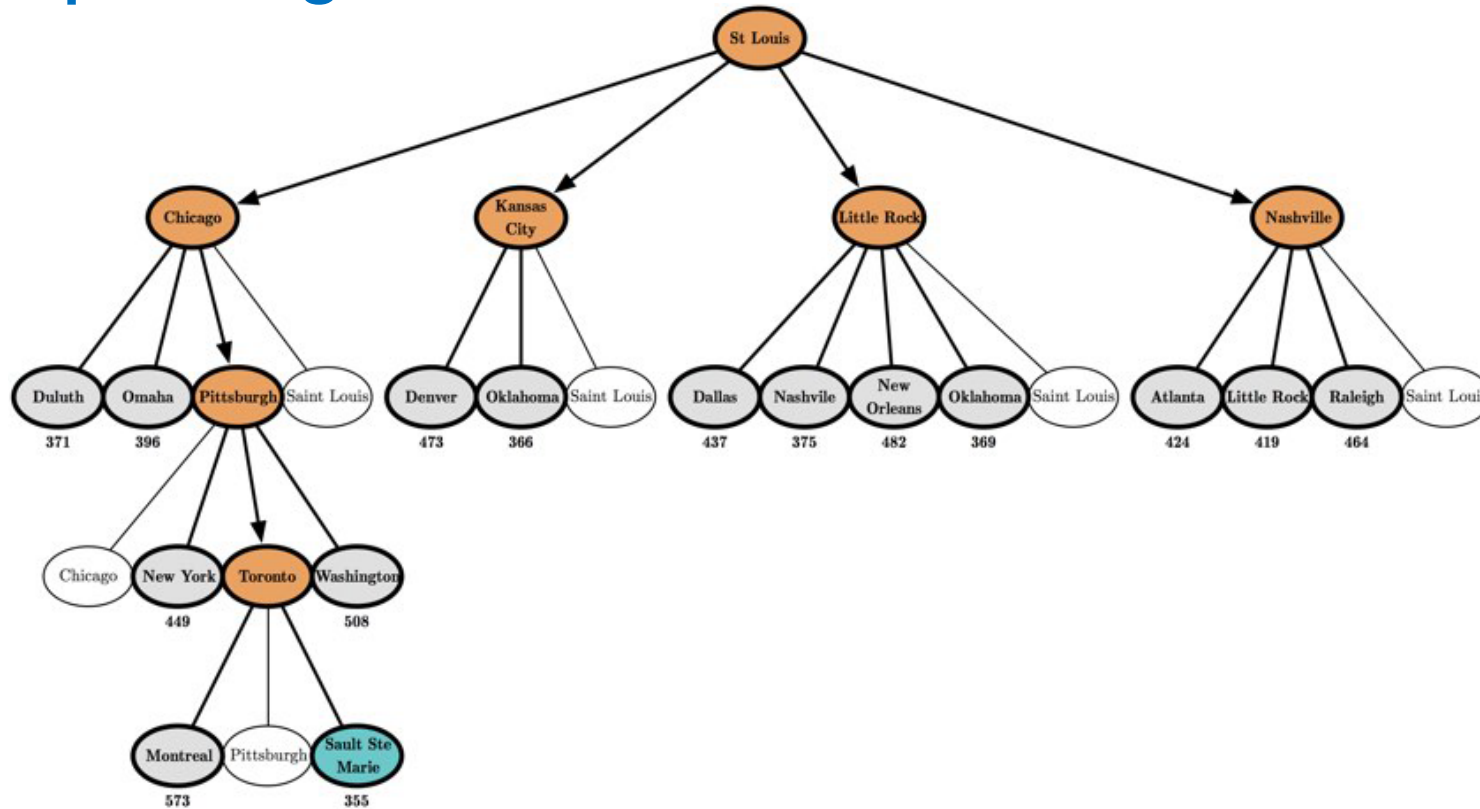 St Louis
Chicago
Kansas
City
Little Rock
Nashville
Duluth
Omaha
Pittsburgh
Saint Louis
Denver
Oklahoma
Saint Louis
Dallas
Nashvile
New
Orleans
Oklahoma
Saint Louis
Atlanta
Little Rock
Raleigh
Saint Loui
371
396
473
366
437
375
482
369
424
419
464
Chicago
New York
Toronto
Washington
449
508
Montreal
Pittsburgh
Sault Ste
Marie
573
355